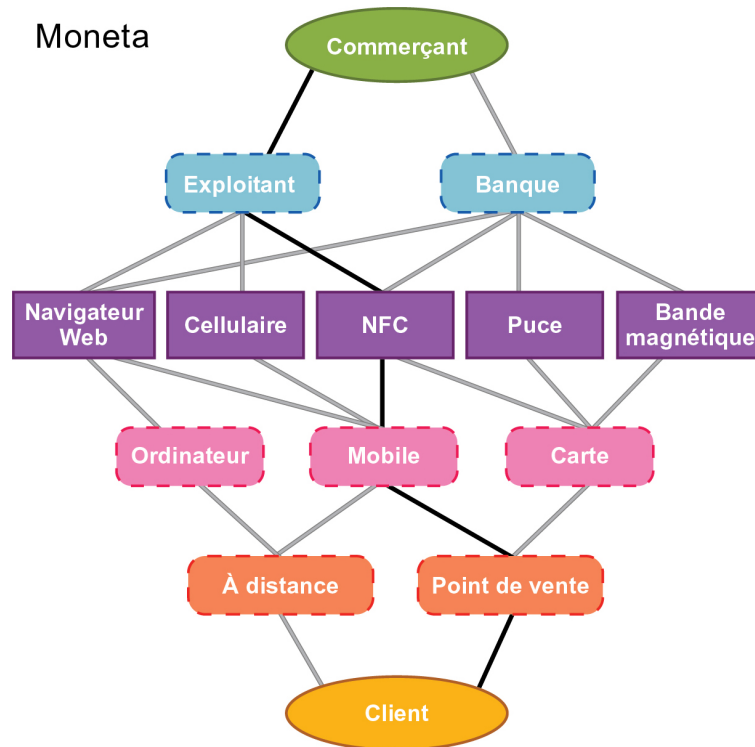 Moneta
Commerçant
Exploitant
Banque
Navigateur
Web
Cellulaire
NFC
Puce
Bande
magnétique
Ordinateur
Mobile
Carte
À distance
Point de vente
Client